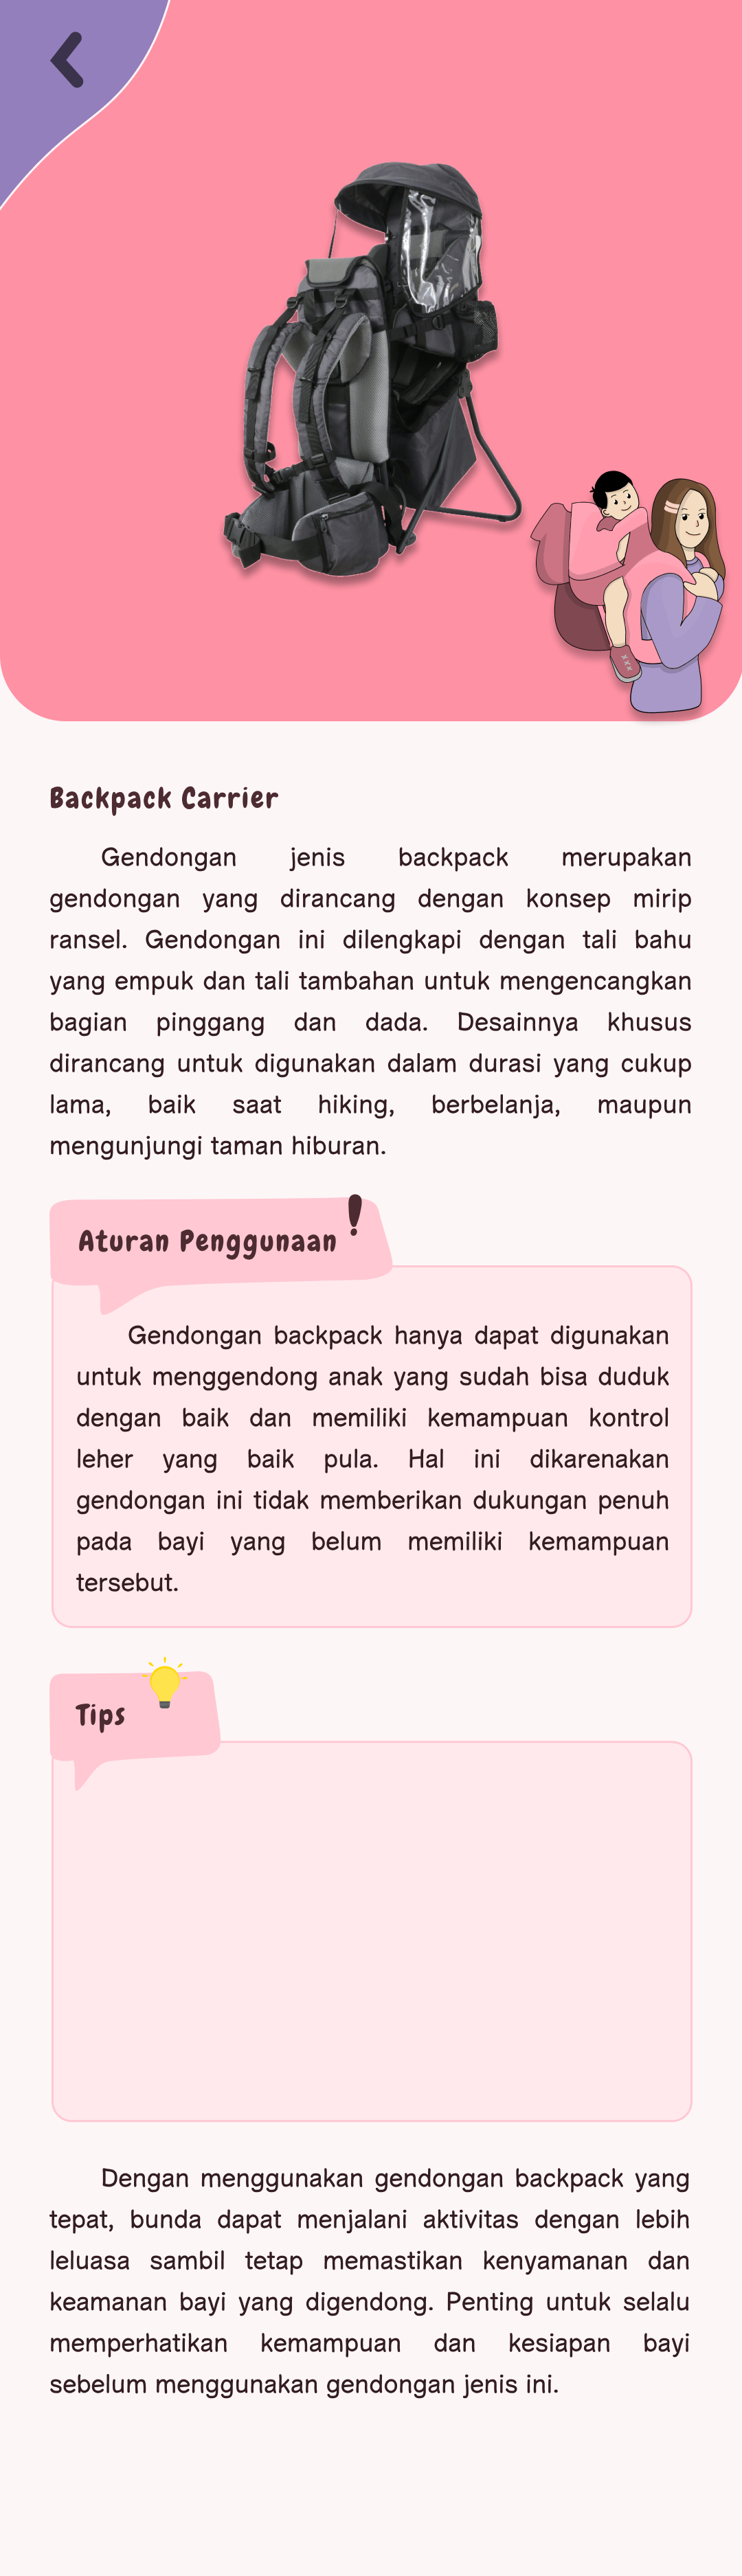 Backpack Carrier
Gendongan jenis backpack merupakan
gendongan yang dirancang dengan konsep mirip
ransel. Gendongan ini dilengkapi dengan tali bahu
yang empuk dan tali tambahan untuk mengencangkan
bagian pinggang dan dada. Desainnya khusus
dirancang untuk digunakan dalam durasi yang cukup
lama, baik saat hiking, berbelanja, maupun
mengunjungi taman hiburan.
Aturan Penggunaan !
Gendongan backpack hanya dapat digunakan
untuk menggendong anak yang sudah bisa duduk
dengan baik dan memiliki kemampuan kontrol
leher yang baik pula. Hal ini dikarenakan
gendongan ini tidak memberikan dukungan penuh
pada bayi yang belum memiliki kemampuan
tersebut.
Tips
Dengan menggunakan gendongan backpack yang
tepat, bunda dapat menjalani aktivitas dengan lebih
leluasa sambil tetap memastikan kenyamanan dan
keamanan bayi yang digendong. Penting untuk selalu
memperhatikan kemampuan dan kesiapan bayi
sebelum menggunakan gendongan jenis ini.